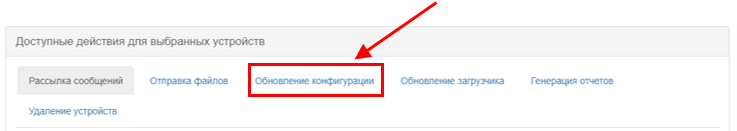 Доступные действия для выбранных устройств
Рассылка сообщений Отправка файлов Обновление конфигурации Обновление загрузчика Генерация отчетов
Удаление устройств